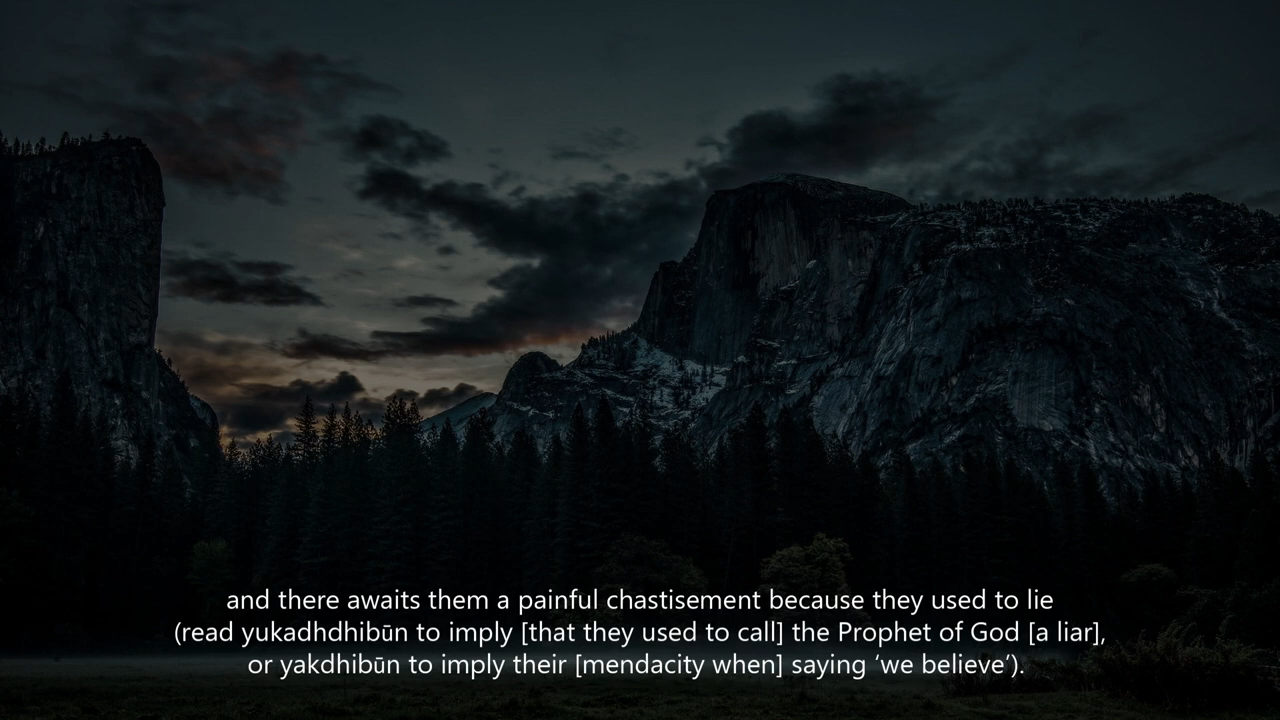 and there awaits them a painful chastisement because they used to lie
(read yukadhdhibūn to imply [that they used to call] the Prophet of God [a liar],
or yakdhibūn to imply their [mendacity when] saying ‘we believe’).